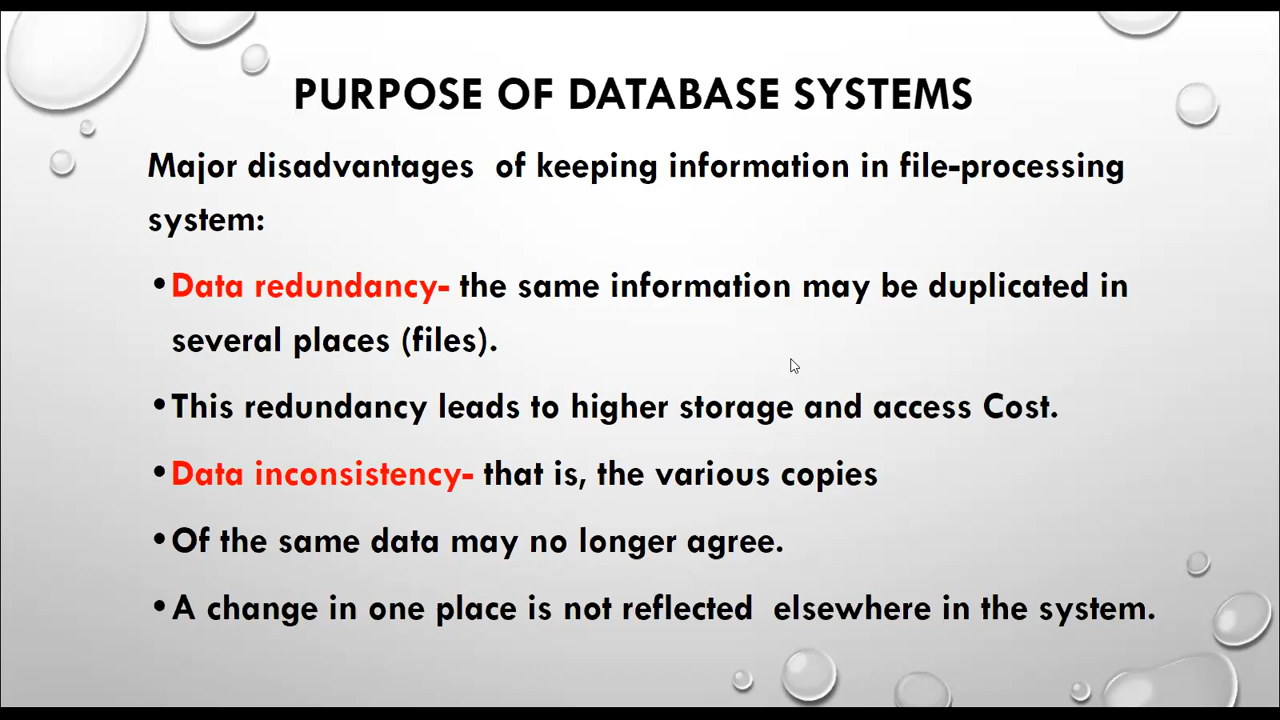 PURPOSE OF DATABASE SYSTEMS
Major disadvantages of keeping information in file-processing
system:
•Data redundancy- the same information may be duplicated in
several places (files).
•This redundancy leads to higher storage and access Cost.
•Data inconsistency- that is, the various copies
•Of the same data may no longer agree.
•A change in one place is not reflected elsewhere in the system.